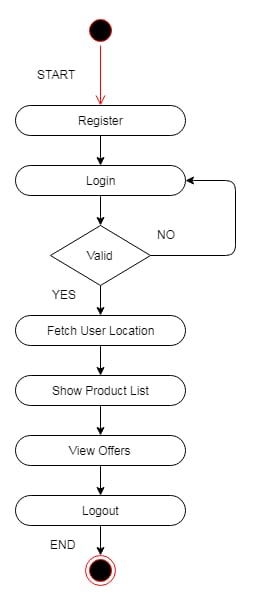 START
Register
Login
NO
Valid
YES
Fetch User Location
Show Product List
View Offers
Logout
END